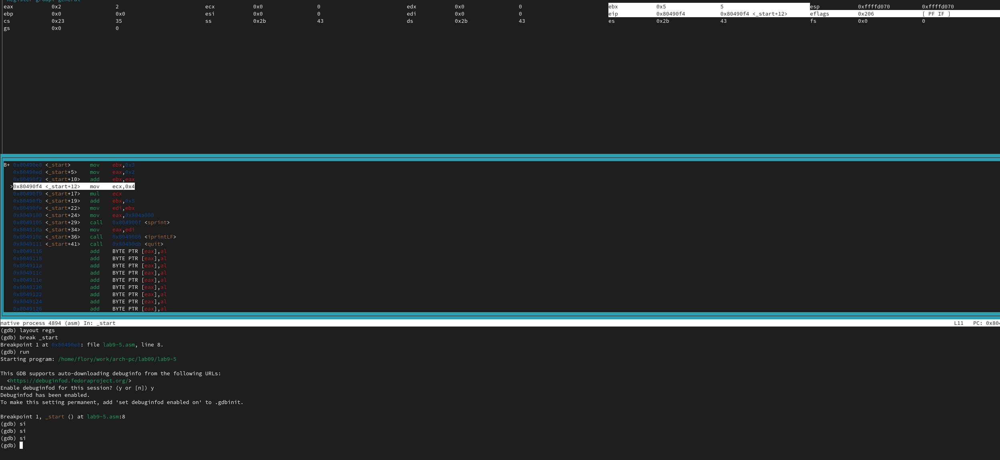 Register group: general
eax 0x2 2 ecx 0x0 0 edx 0x0 0 ebx 0x5 5 esp 0xffffd070 0xffffd070
ebp 0x0 0x0 esi 0x0 0 edi 0x0 0 eip 0x80490f4 0x80490f4 <_start+12> eflags 0x206 [ PF IF ]
cs 0x23 35 ss 0x2b 43 ds 0x2b 43 es 0x2b 43 fs 0x0 0
gs 0x0 0
B+ 0x80490e8 <_start> mov ebx,0x3
0x80490ed <_start+5> mov eax,0x2
0x80490f2 <_start+10> add ebx,eax
>0x80490f4 <_start+12> mov ecx,0x4
0x80490f9 <_start+17> mul ecx
0x80490fb <_start+19> add ebx,0x5
0x80490fe <_start+22> mov edi,ebx
0x8049100 <_start+24> mov eax,0x804a000
0x8049105 <_start+29> call 0x804900f <sprint>
0x804910a <_start+34> mov eax,edi
0x804910c <_start+36> call 0x8049086 <iprintLF>
0x8049111 <_start+41> call 0x80490db <quit>
0x8049116 add BYTE PTR [eax],al
0x8049118 add BYTE PTR [eax],al
0x804911a add BYTE PTR [eax],al
0x804911c add BYTE PTR [eax],al
0x804911e add BYTE PTR [eax],al
0x8049120 add BYTE PTR [eax],al
0x8049122 add BYTE PTR [eax],al
0x8049124 add BYTE PTR [eax],al
0x8049126 add BYTE PTR [eax],al
native process 4894 (asm) In: _start L11 PC: 0x804
(gdb) layout regs
(gdb) break _start
Breakpoint 1 at 0x80490e8: file lab9-5.asm, line 8.
(gdb) run
Starting program: /home/flory/work/arch-pc/lab09/lab9-5
This GDB supports auto-downloading debuginfo from the following URLs:
<https://debuginfod.fedoraproject.org/>
Enable debuginfod for this session? (y or [n]) y
Debuginfod has been enabled.
To make this setting permanent, add 'set debuginfod enabled on' to .gdbinit.
Breakpoint 1, _start () at lab9-5.asm:8
(gdb) si
(gdb) si
(gdb) si
(gdb)